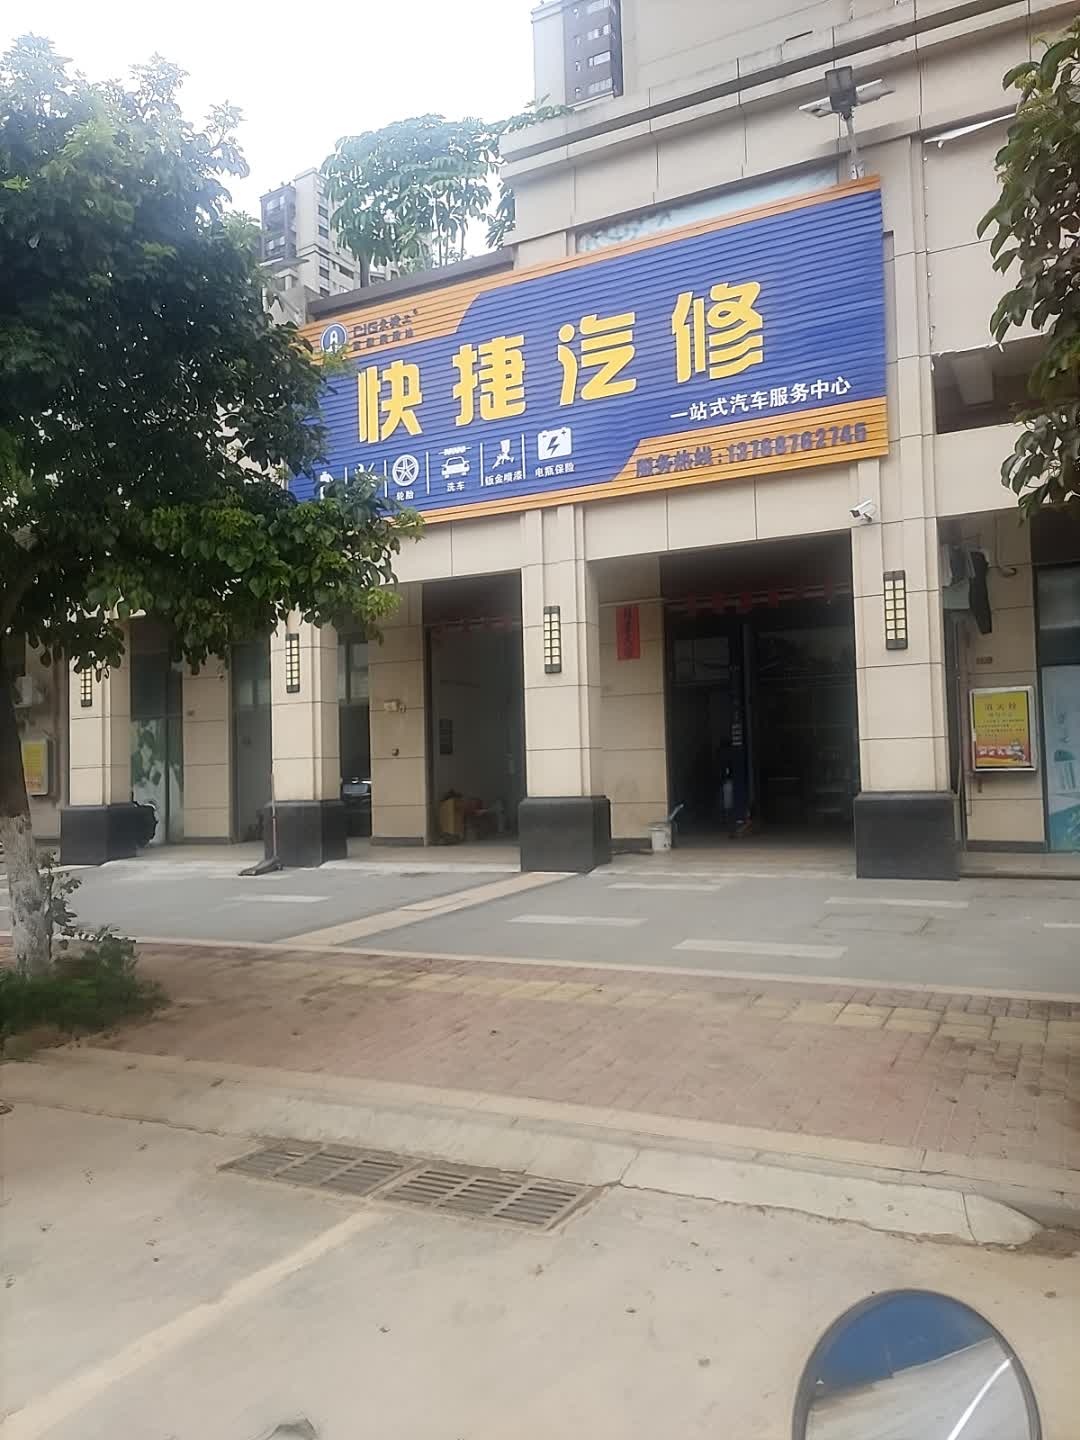 快捷汽修
一站式汽车服务中心
轮胎
洗车
钣金喷漆
电瓶保险
服务热线:13768762745